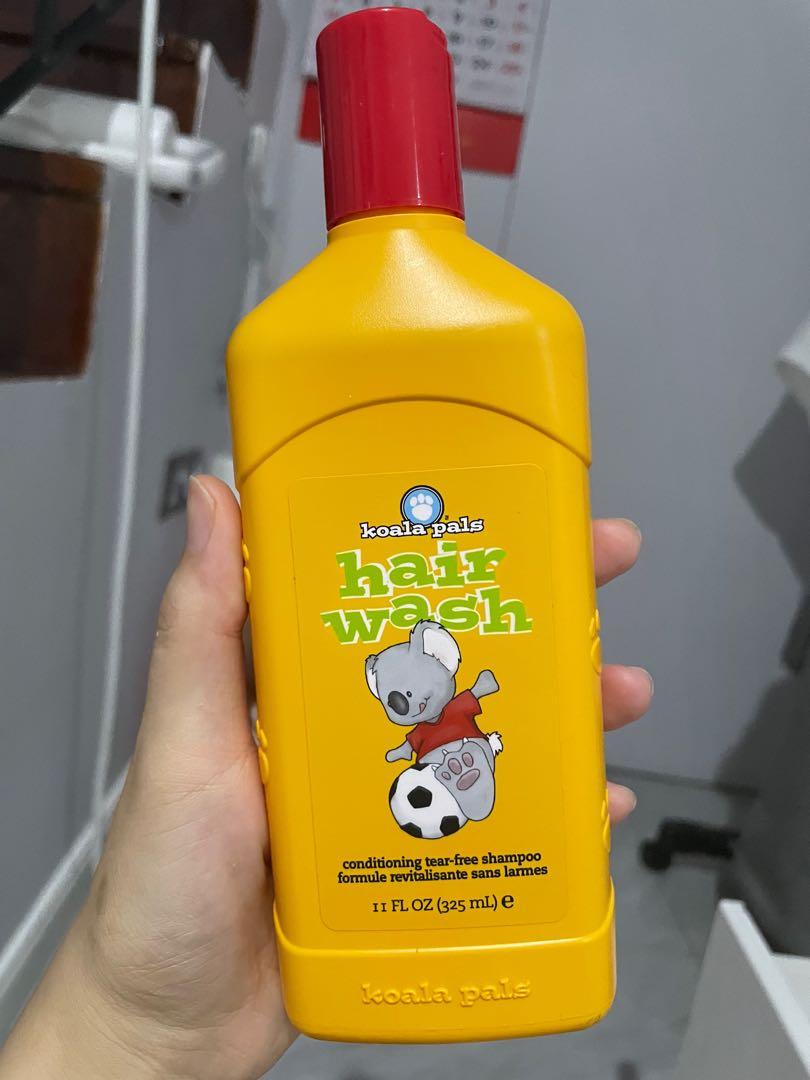 koala pals
hair
wash
conditioning tear-free shampoo
formule revitalisante sans larmes
11 FL OZ (325 mL) e
koala pals